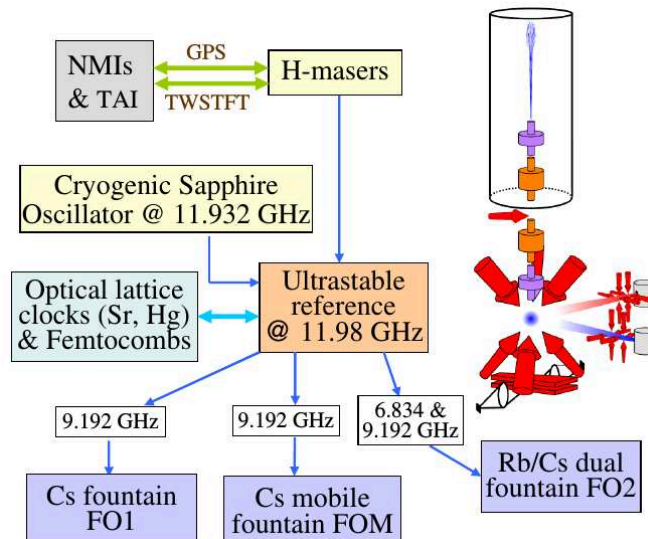 NMIs
& TAI
GPS
TWSTFT
H-masers
Cryogenic Sapphire
Oscillator @ 11.932 GHz
Optical lattice
clocks (Sr, Hg)
& Femtocombs
Ultrastable
reference
@ 11.98 GHz
9.192 GHz
9.192 GHz
6.834 &
9.192 GHz
Cs fountain
FO1
Cs mobile
fountain FOM
Rb/Cs dual
fountain FO2